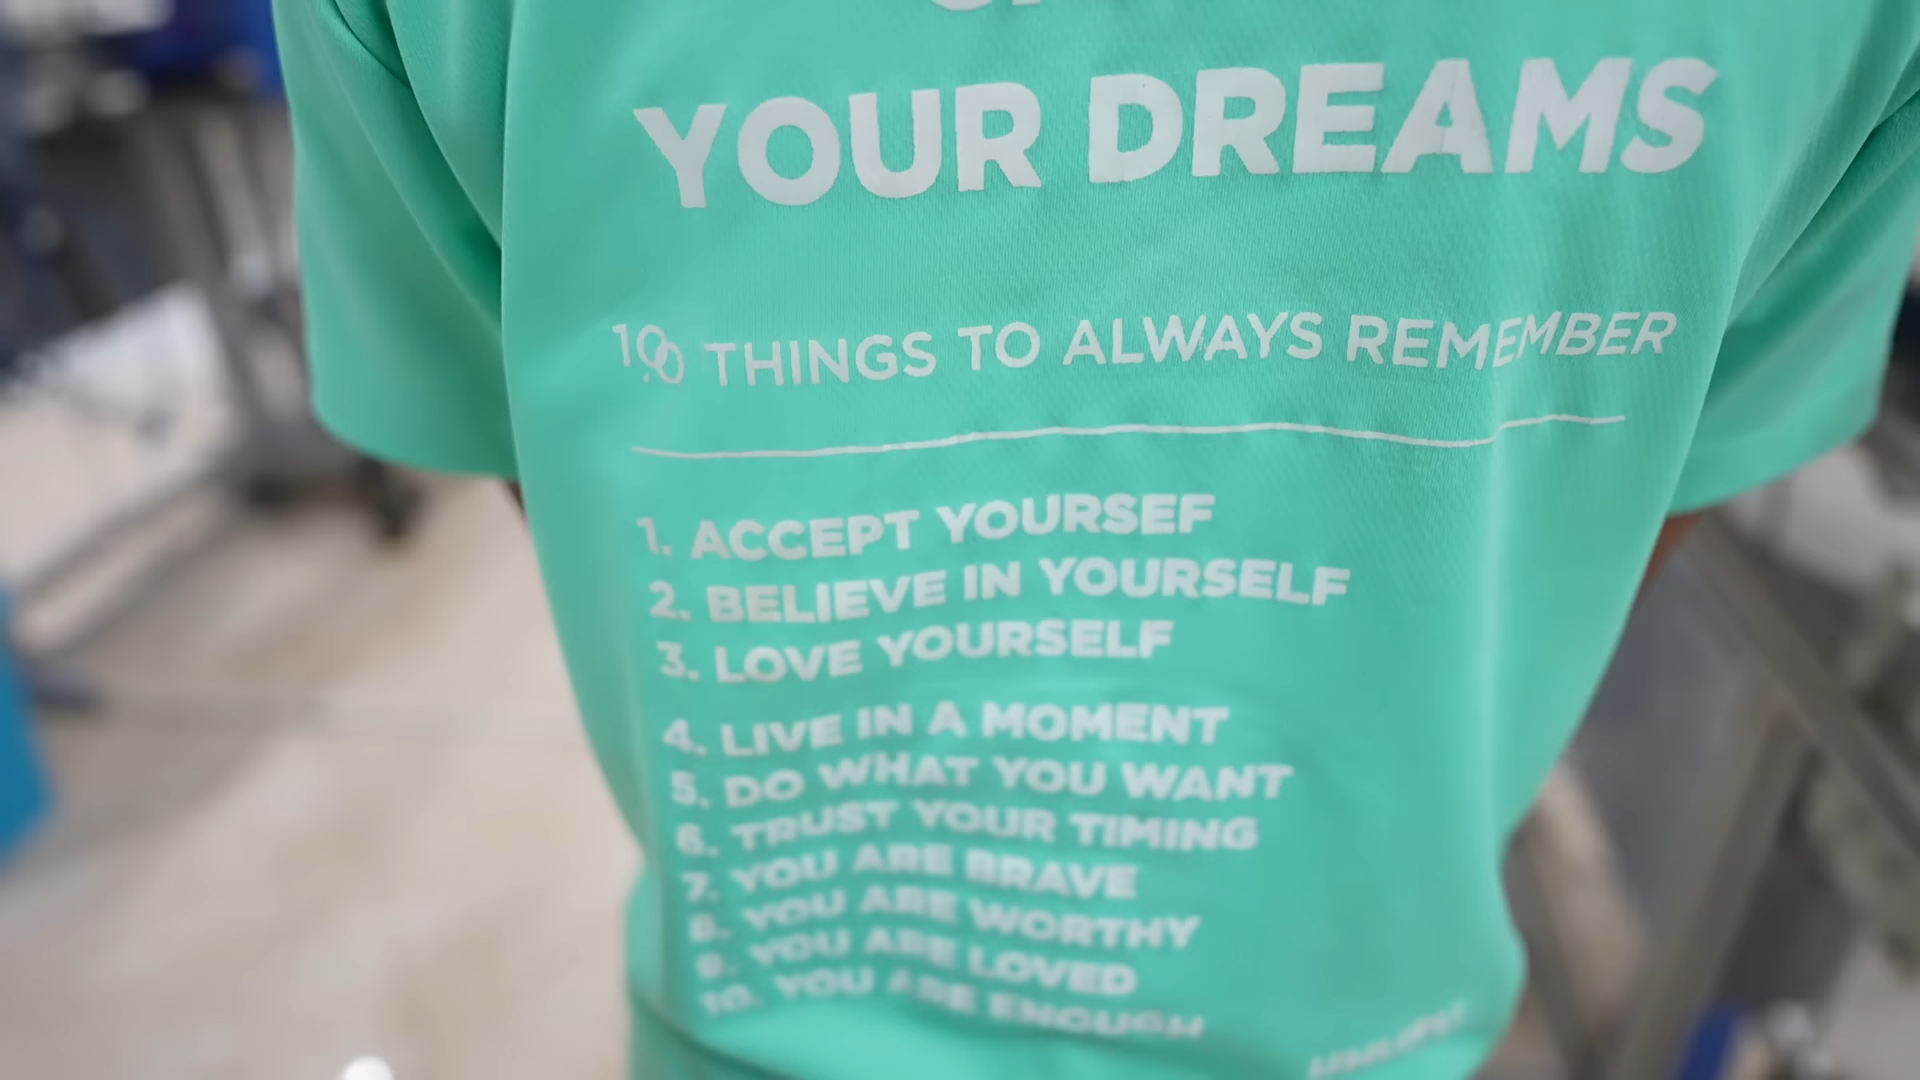 YOUR DREAMS
THINGS TO ALWAYS REMEMBER
1. ACCEPT YOURSEF
2. BELIEVE IN YOURSELF
3. LOVE YOURSELF
4. LIVE IN A MOMENT
5. DO WHAT YOU WANT
6. TRUST YOUR TIMING
7. YOU ARE BRAVE
8. YOU ARE WORTHY
9. YOU ARE LOVED
10. YOU ARE ENOUGH